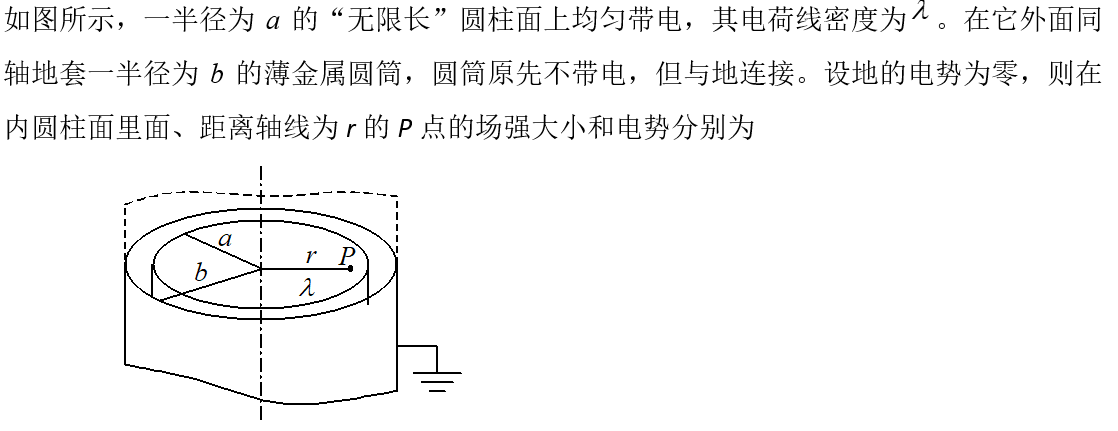 如图所示，一半径为 a 的“无限长”圆柱面上均匀带电，其电荷线密度为 λ 。在它外面同
轴地套一半径为 b 的薄金属圆筒，圆筒原先不带电，但与地连接。设地的电势为零，则在
内圆柱面里面、距离轴线为 r 的 P 点的场强大小和电势分别为
a
r P
b
λ